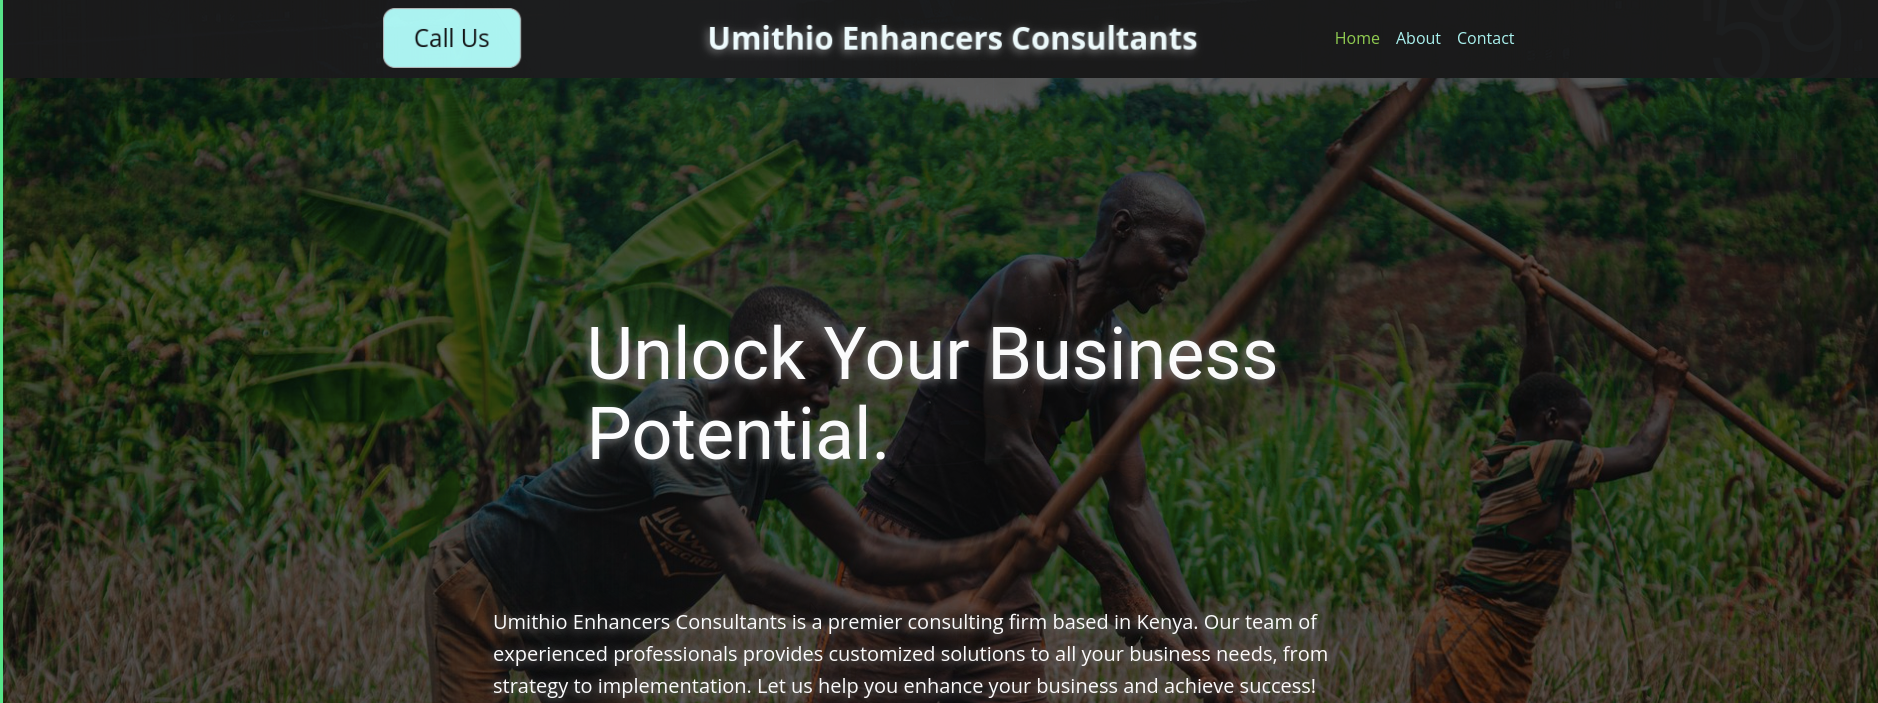 Call Us
Umithio Enhancers Consultants
Home About Contact
Unlock Your Business
Potential.
Umithio Enhancers Consultants is a premier consulting firm based in Kenya. Our team of
experienced professionals provides customized solutions to all your business needs, from
strategy to implementation. Let us help you enhance your business and achieve success!
59